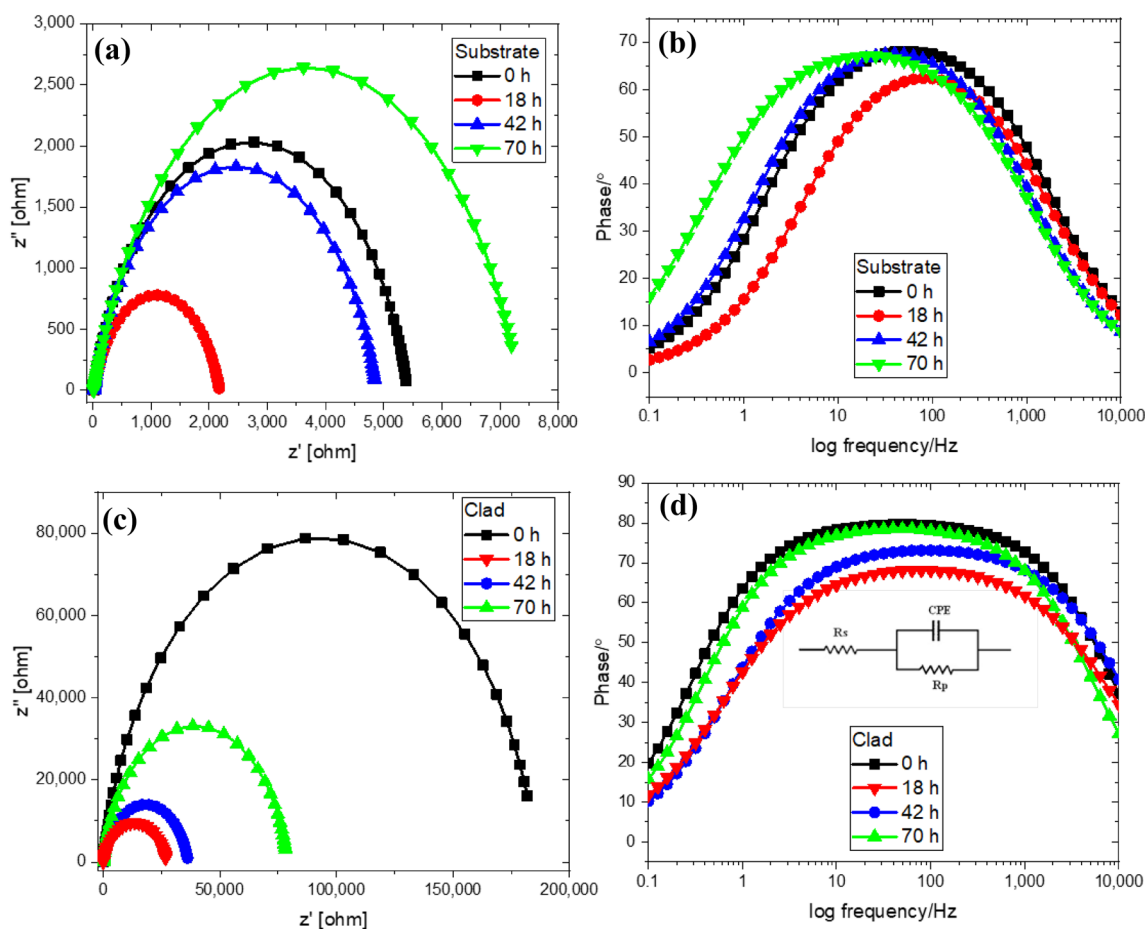 (a)
Substrate
0 h
18 h
42 h
70 h
3,000
2,500
2,000
1,500
1,000
500
0
z'' [ohm]
0 1,000 2,000 3,000 4,000 5,000 6,000 7,000 8,000
z' [ohm]
(b)
70
60
50
40
30
20
10
0
Phase/°
Substrate
0 h
18 h
42 h
70 h
0.1 1 10 100 1,000 10,000
log frequency/Hz
(c)
Clad
0 h
18 h
42 h
70 h
80,000
60,000
40,000
20,000
0
z'' [ohm]
0 50,000 100,000 150,000 200,000
z' [ohm]
(d)
90
80
70
60
50
40
30
20
10
0
Phase/°
CPE
Rs
Rp
Clad
0 h
18 h
42 h
70 h
0.1 1 10 100 1,000 10,000
log frequency/Hz